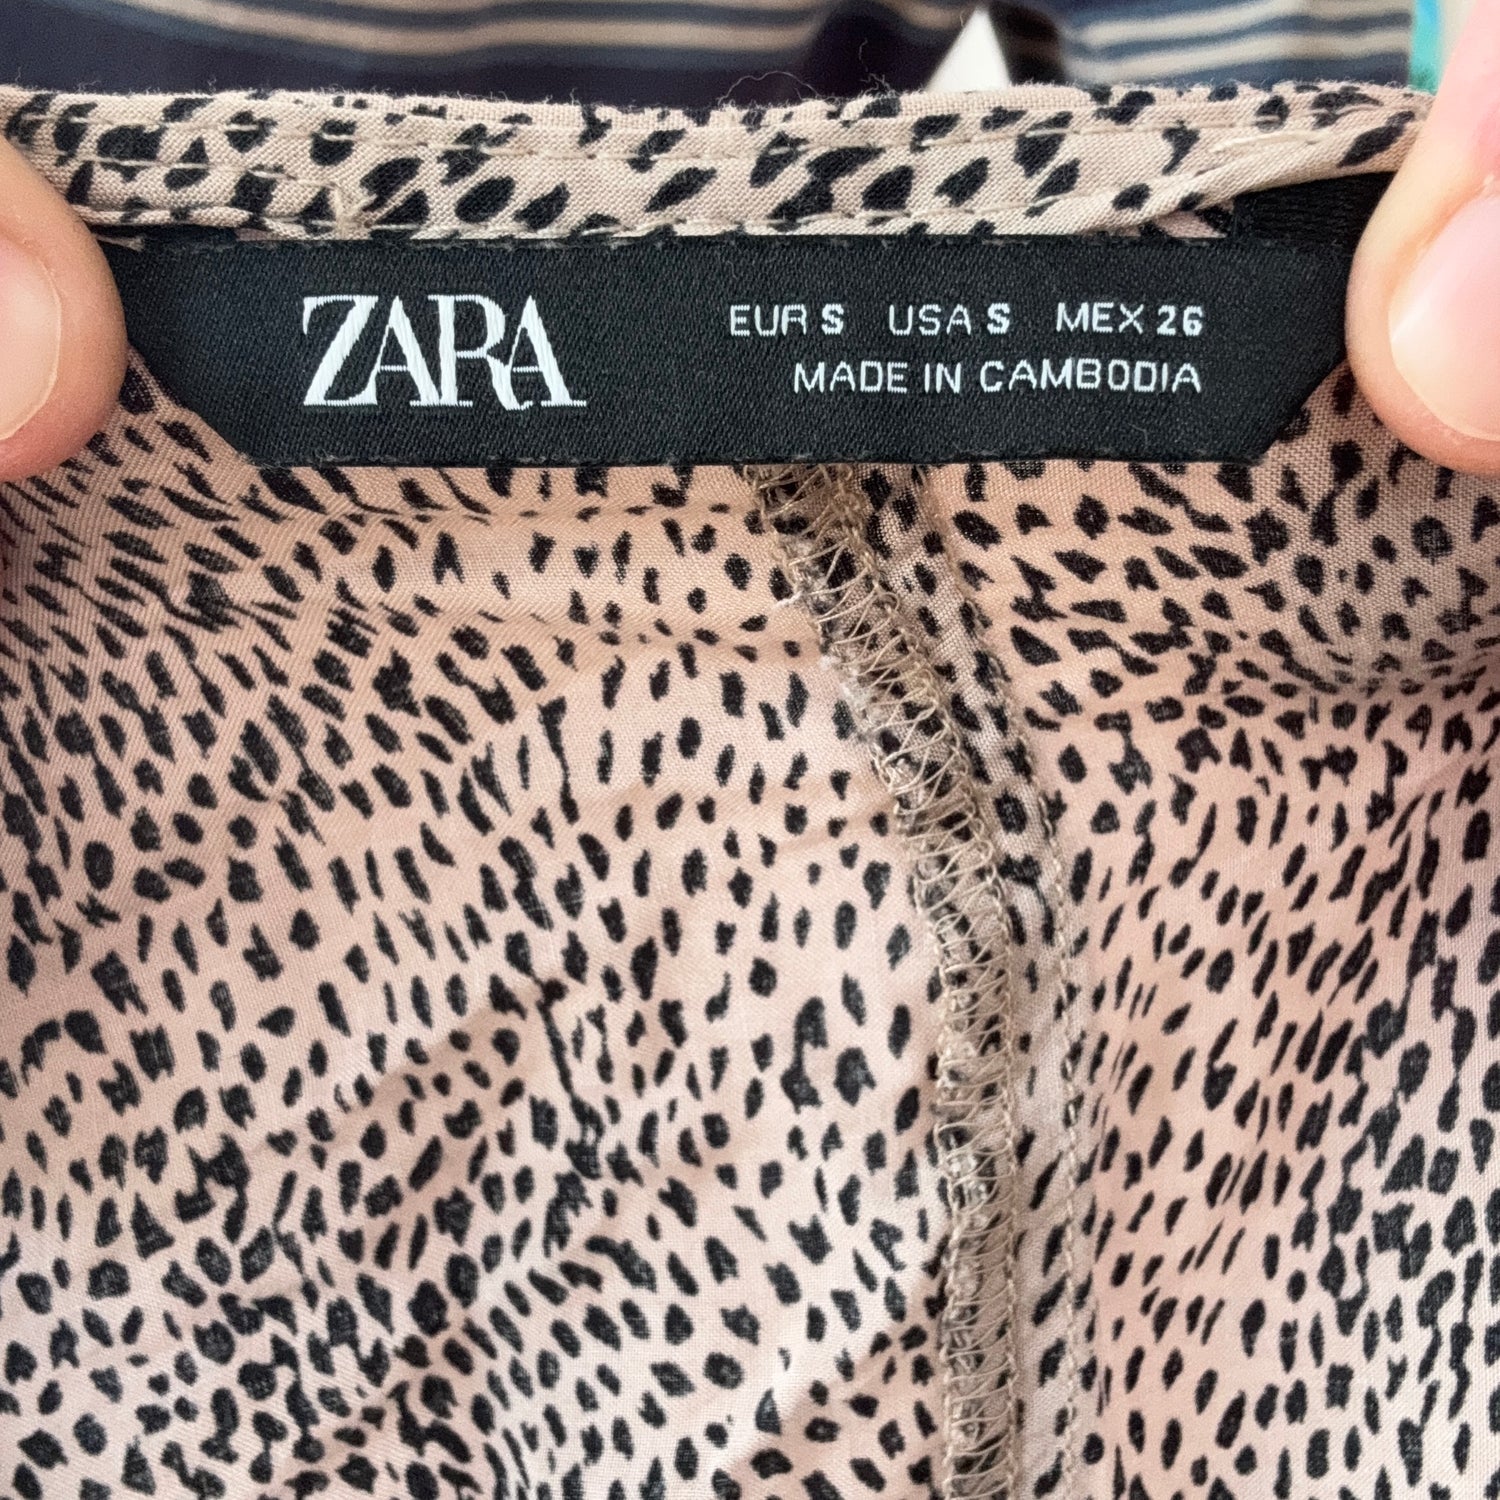 ZARA
EUR S USA S MEX 26
MADE IN CAMBODIA